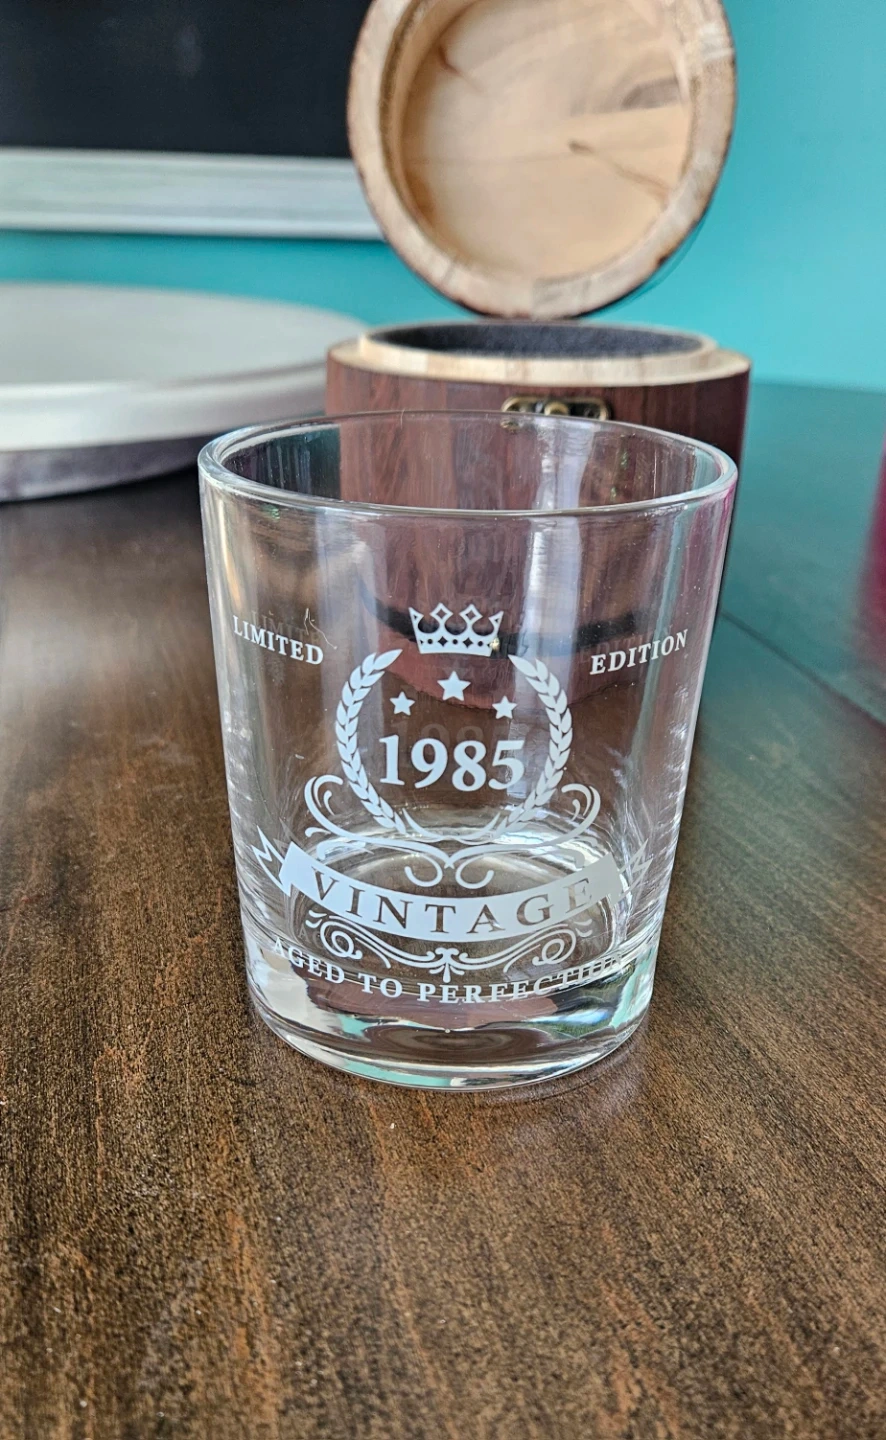 LIMITED
EDITION
1985
VINTAGE
AGED TO PERFECTION